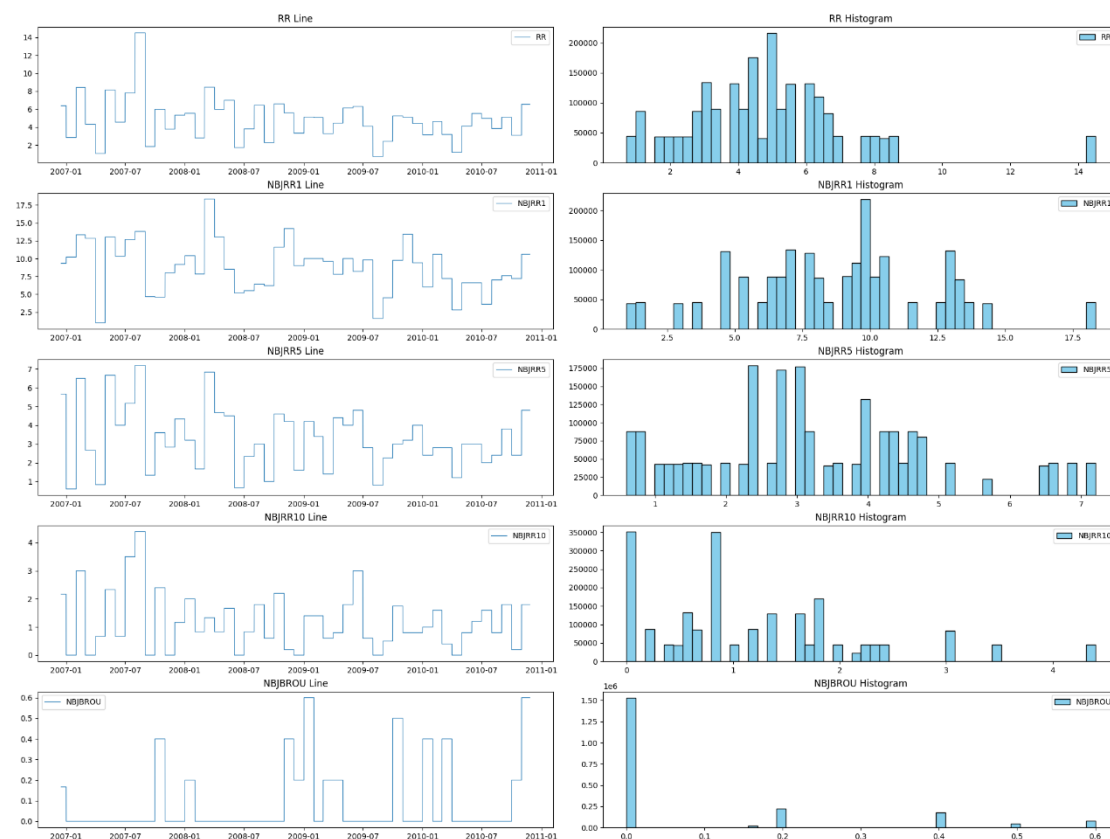 RR Line
RR Histogram
14
12
10
8
6
4
2
RR
2007-01 2007-07 2008-01 2008-07 2009-01 2009-07 2010-01 2010-07 2011-01
200000
150000
100000
50000
0
RR
2 4 6 8 10 12 14
NBJRR1 Line
NBJRR1 Histogram
17.5
15.0
12.5
10.0
7.5
5.0
2.5
NBJRR1
2007-01 2007-07 2008-01 2008-07 2009-01 2009-07 2010-01 2010-07 2011-01
200000
150000
100000
50000
0
NBJRR1
2.5 5.0 7.5 10.0 12.5 15.0 17.5
NBJRR5 Line
NBJRR5 Histogram
7
6
5
4
3
2
1
NBJRR5
2007-01 2007-07 2008-01 2008-07 2009-01 2009-07 2010-01 2010-07 2011-01
175000
150000
125000
100000
75000
50000
25000
0
NBJRR5
1 2 3 4 5 6 7
NBJRR10 Line
NBJRR10 Histogram
4
3
2
1
0
NBJRR10
2007-01 2007-07 2008-01 2008-07 2009-01 2009-07 2010-01 2010-07 2011-01
350000
300000
250000
200000
150000
100000
50000
0
NBJRR10
0 1 2 3 4
NBJBROU Line
NBJBROU Histogram
0.6
0.5
0.4
0.3
0.2
0.1
0.0
NBJBROU
2007-01 2007-07 2008-01 2008-07 2009-01 2009-07 2010-01 2010-07 2011-01
1e6
1.50
1.25
1.00
0.75
0.50
0.25
0.00
NBJBROU
0.0 0.1 0.2 0.3 0.4 0.5 0.6